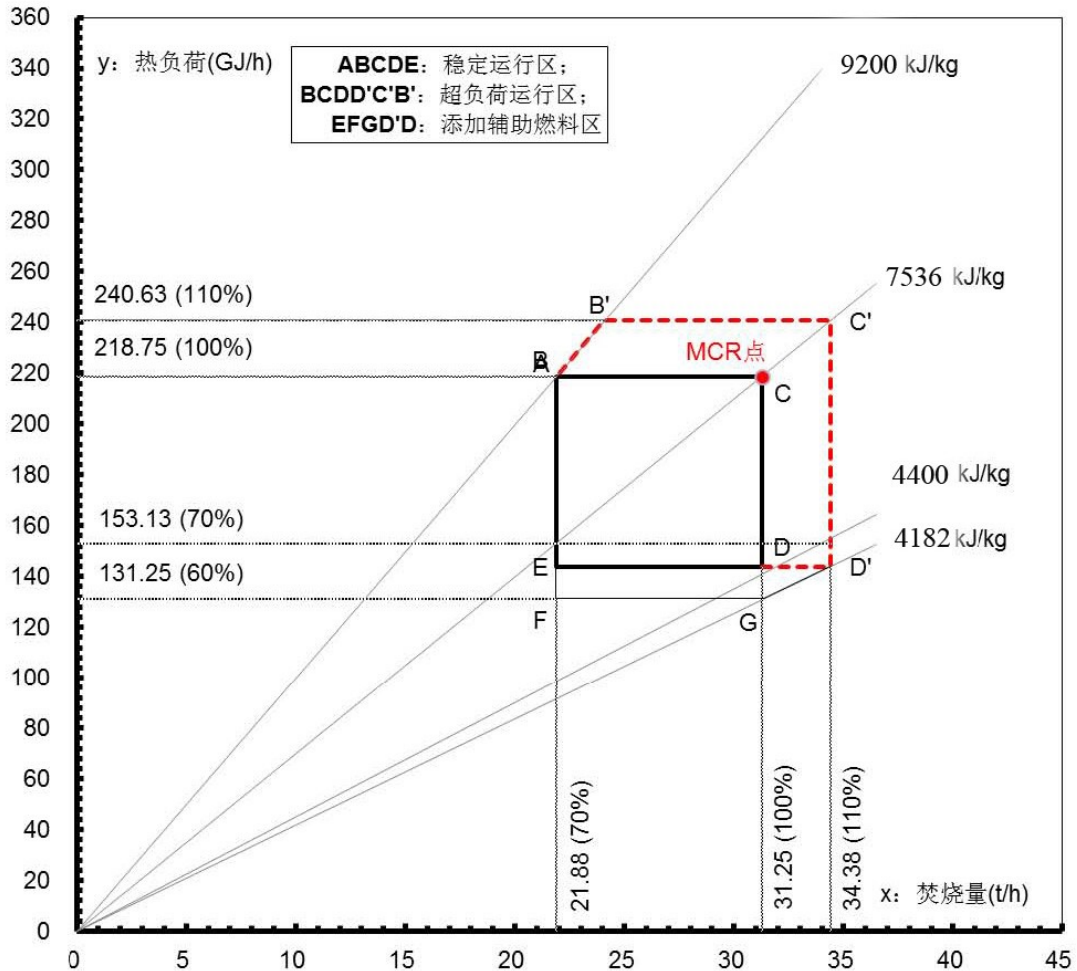 360
340
320
300
280
260
240
220
200
180
160
140
120
100
80
60
40
20
0
y：热负荷(GJ/h)
ABCDE：稳定运行区；
BCDD'C'B'：超负荷运行区；
EFGD'D：添加辅助燃料区
9200 kJ/kg
7536 kJ/kg
4400 kJ/kg
4182 kJ/kg
240.63 (110%)
218.75 (100%)
153.13 (70%)
131.25 (60%)
B'
C'
B
A
MCR点
C
D
E
D'
F
G
21.88 (70%)
31.25 (100%)
34.38 (110%)
x：焚烧量(t/h)
0 5 10 15 20 25 30 35 40 45